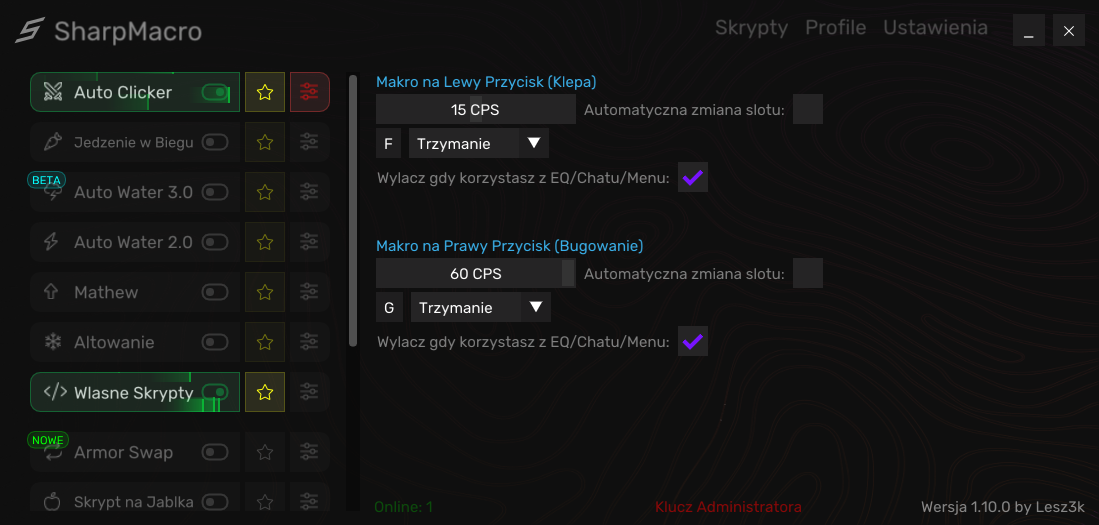 SharpMacro
Skrypty Profile Ustawienia _ ×
Auto Clicker
Jedzenie w Biegu
BETA
Auto Water 3.0
Auto Water 2.0
Mathew
Altowanie
</> Wlasne Skrypty
NOWE
Armor Swap
Skrypt na Jablka
Makro na Lewy Przycisk (Klepa)
15 CPS Automatyczna zmiana slotu:
F Trzymanie
Wylacz gdy korzystasz z EQ/Chatu/Menu:
Makro na Prawy Przycisk (Bugowanie)
60 CPS Automatyczna zmiana slotu:
G Trzymanie
Wylacz gdy korzystasz z EQ/Chatu/Menu:
Online: 1 Klucz Administratora Wersja 1.10.0 by Lesz3k